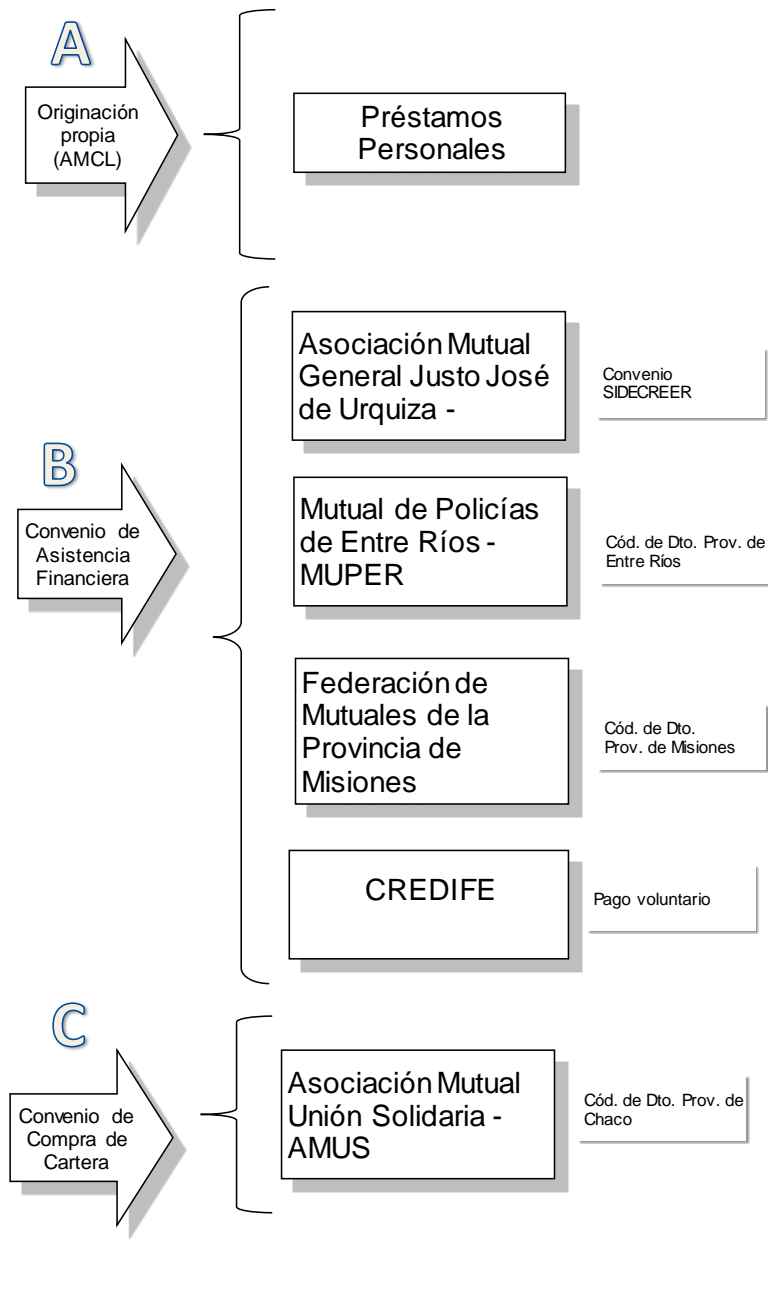 A
Originación
propia
(AMCL)
Préstamos
Personales
B
Convenio de
Asistencia
Financiera
Asociación Mutual
General Justo José
de Urquiza -
Convenio
SIDECREER
Mutual de Policías
de Entre Ríos -
MUPER
Cód. de Dto. Prov. de
Entre Ríos
Federación de
Mutuales de la
Provincia de
Misiones
Cód. de Dto.
Prov. de Misiones
CREDIFE
Pago voluntario
C
Convenio de
Compra de
Cartera
Asociación Mutual
Unión Solidaria -
AMUS
Cód. de Dto. Prov. de
Chaco